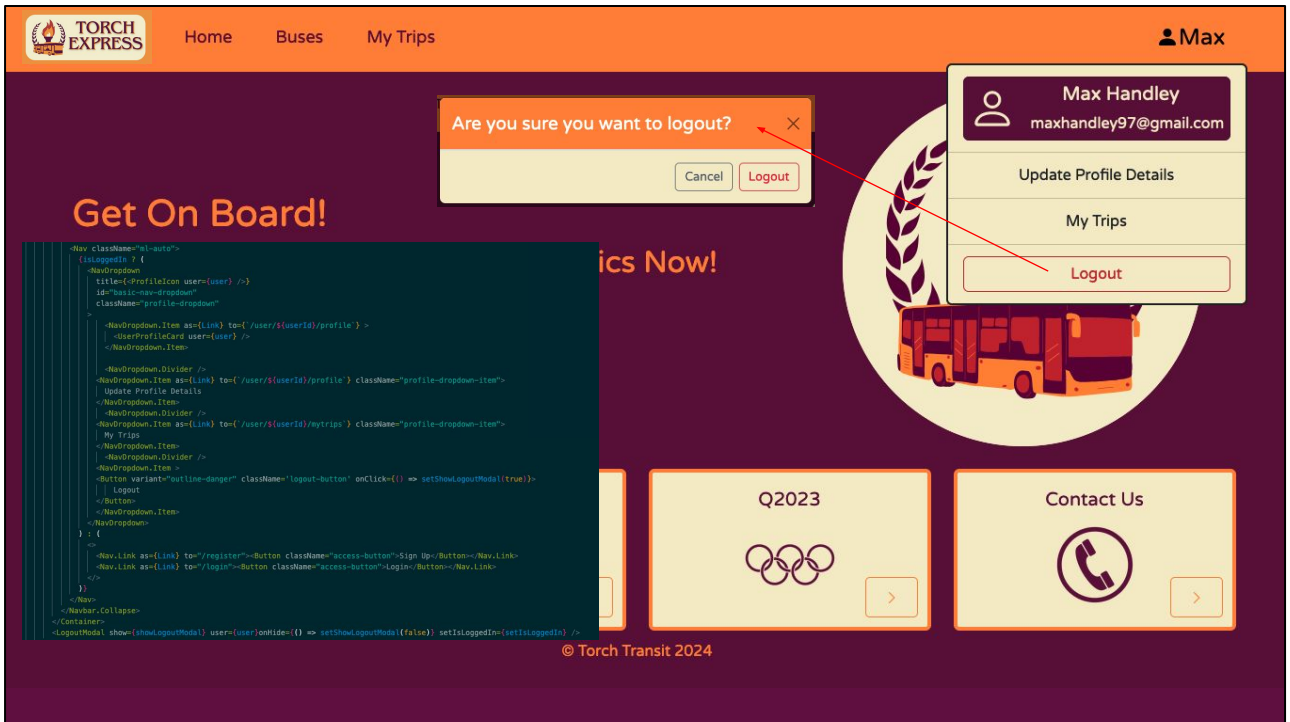 TORCH
EXPRESS
Home
Buses
My Trips
Max
Max Handley
maxhandley97@gmail.com
Update Profile Details
My Trips
Logout
Are you sure you want to logout?
Cancel
Logout
Get On Board!
ics Now!
<Nav className="ml-auto">
{isLoggedIn ? (
<NavDropdown
title={<ProfileIcon user={user} />}
id="basic-nav-dropdown"
className="profile-dropdown"
>
<NavDropdown.Item as={Link} to={`/user/${userId}/profile`} >
<UserProfileCard user={user} />
</NavDropdown.Item>
<NavDropdown.Divider />
<NavDropdown.Item as={Link} to={`/user/${userId}/profile`} className="profile-dropdown-item">
Update Profile Details
</NavDropdown.Item>
<NavDropdown.Divider />
<NavDropdown.Item as={Link} to={`/user/${userId}/mytrips`} className="profile-dropdown-item">
My Trips
</NavDropdown.Item>
<NavDropdown.Divider />
<NavDropdown.Item >
<Button variant="outline-danger" className='logout-button' onClick={() => setShowLogoutModal(true)}>
Logout
</Button>
</NavDropdown.Item>
</NavDropdown>
) : (
<>
<Nav.Link as={Link} to="/register"><Button className="access-button">Sign Up</Button></Nav.Link>
<Nav.Link as={Link} to="/login"><Button className="access-button">Login</Button></Nav.Link>
</>
)}
</Nav>
</Navbar.Collapse>
</Container>
<LogoutModal show={showLogoutModal} user={user}onHide={() => setShowLogoutModal(false)} setIsLoggedIn={setIsLoggedIn} />
Q2023
Contact Us
© Torch Transit 2024